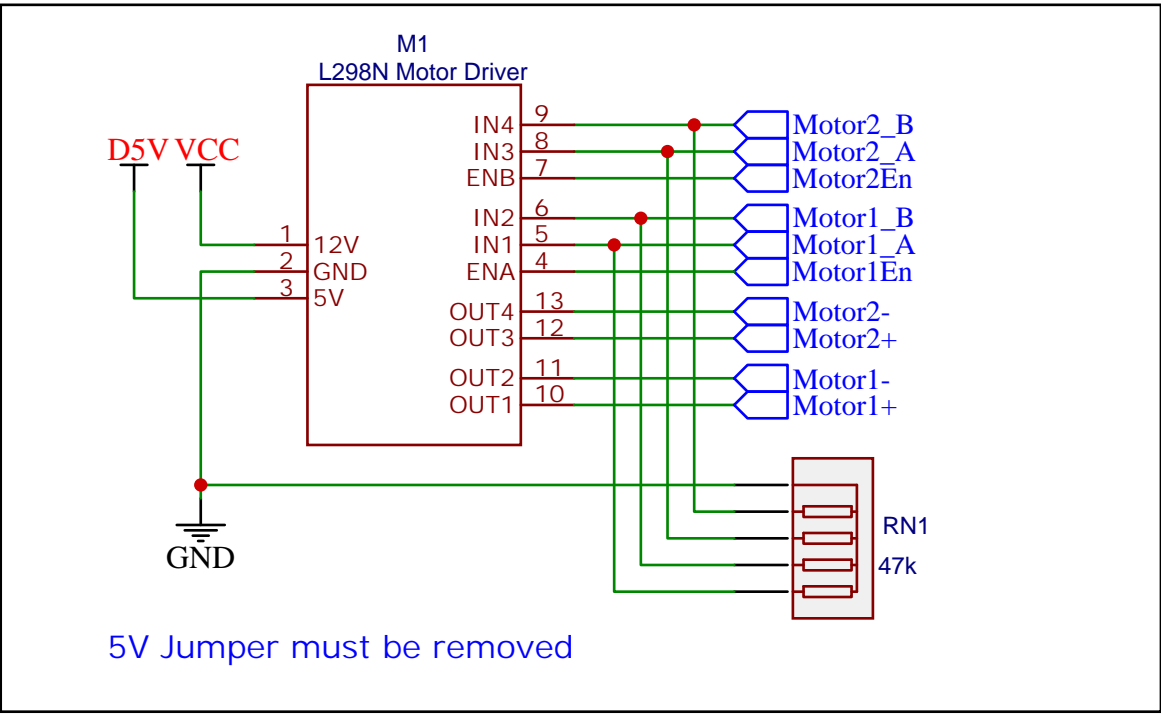 M1
L298N Motor Driver
D5V VCC
1 12V
2 GND
3 5V
IN4 9 Motor2_B
IN3 8 Motor2_A
ENB 7 Motor2En
IN2 6 Motor1_B
IN1 5 Motor1_A
ENA 4 Motor1En
OUT4 13 Motor2-
OUT3 12 Motor2+
OUT2 11 Motor1-
OUT1 10 Motor1+
RN1
47k
GND
5V Jumper must be removed